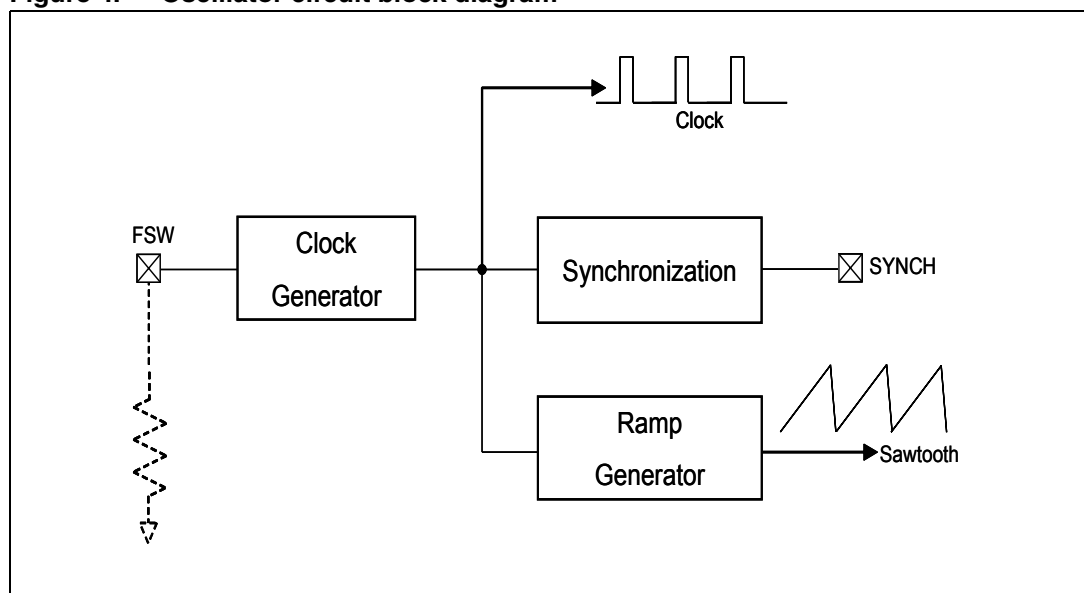 Figure 4. Oscillator circuit block diagram
Clock
FSW
Clock
Generator
Synchronization
SYNCH
Ramp
Generator
Sawtooth